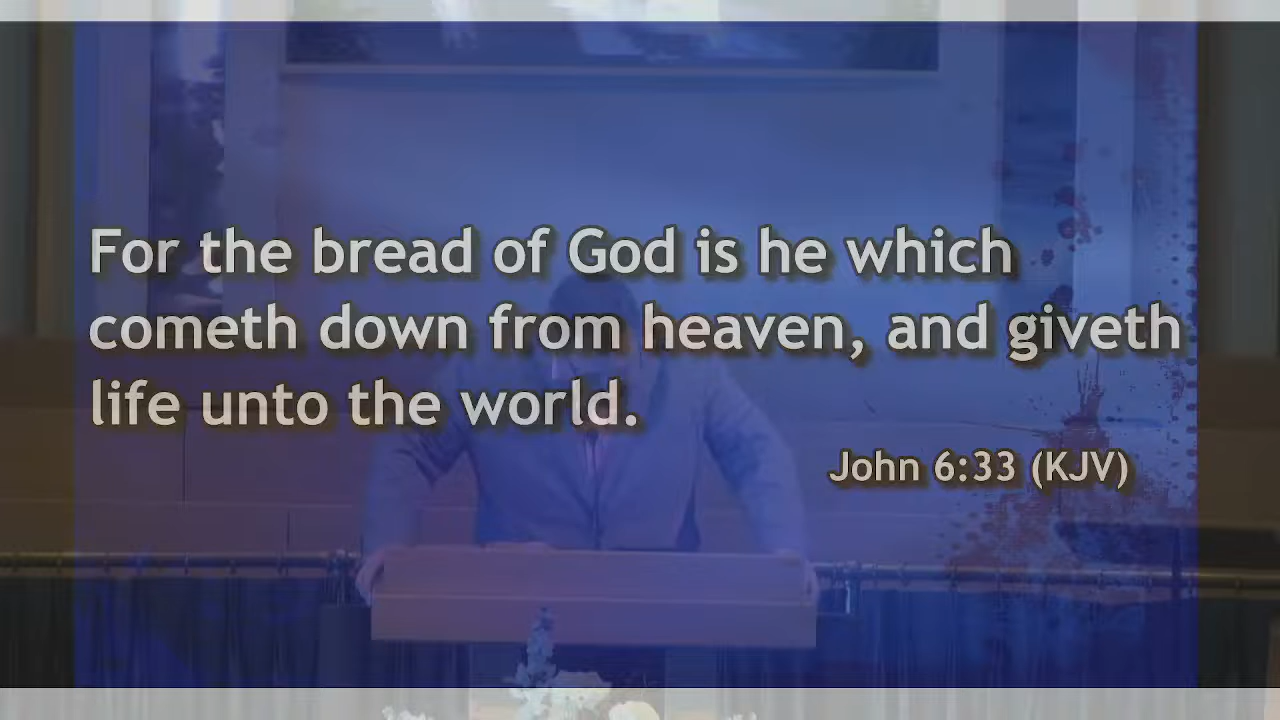 For the bread of God is he which
cometh down from heaven, and giveth
life unto the world.
John 6:33 (KJV)